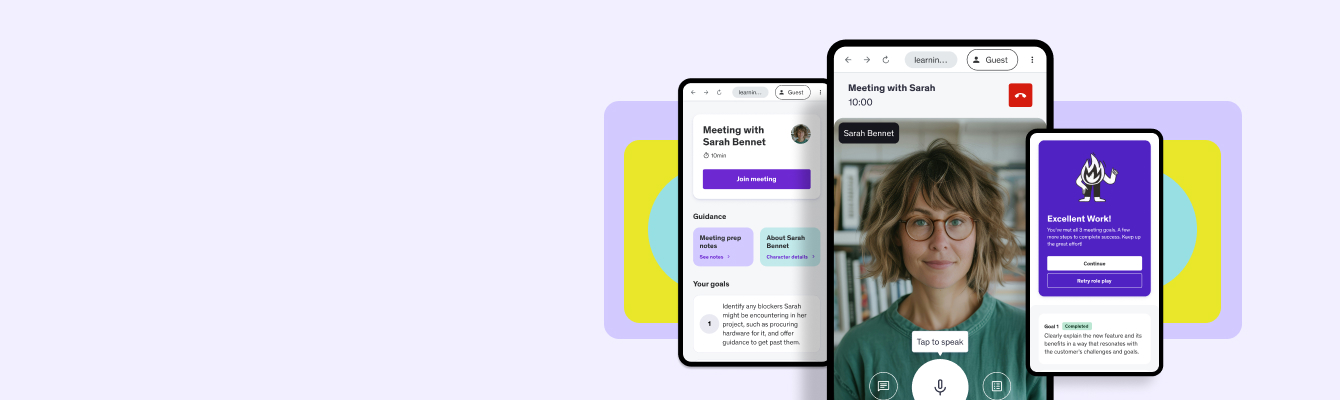 learnin...
Guest
Meeting with
Sarah Bennet
10min
Join meeting
Guidance
Meeting prep
notes
See notes
About Sarah
Bennet
Character details
Your goals
1
Identify any blockers Sarah
might be encountering in her
project, such as procuring
hardware for it, and offer
guidance to get past them.
learnin...
Guest
Meeting with Sarah
10:00
Sarah Bennet
Tap to speak
Excellent Work!
You've met all 3 meeting goals. A few
more steps to complete success. Keep up
the great effort!
Continue
Retry role play
Goal 1 Completed
Clearly explain the new feature and its
benefits in a way that resonates with
the customer's challenges and goals.